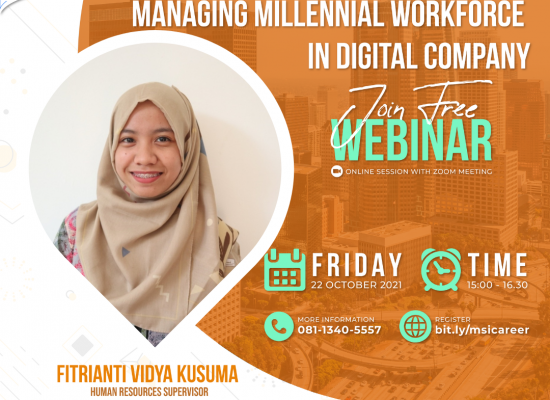 MANAGING MILLENNIAL WORKFORCE
IN DIGITAL COMPANY
Join Free
WEBINAR
ONLINE SESSION WITH ZOOM MEETING
FRIDAY
22 OCTOBER 2021
TIME
15:00 - 16.30
MORE INFORMATION
081-1340-5557
REGISTER
bit.ly/msicareer
FITRIANTI VIDYA KUSUMA
HUMAN RESOURCES SUPERVISOR